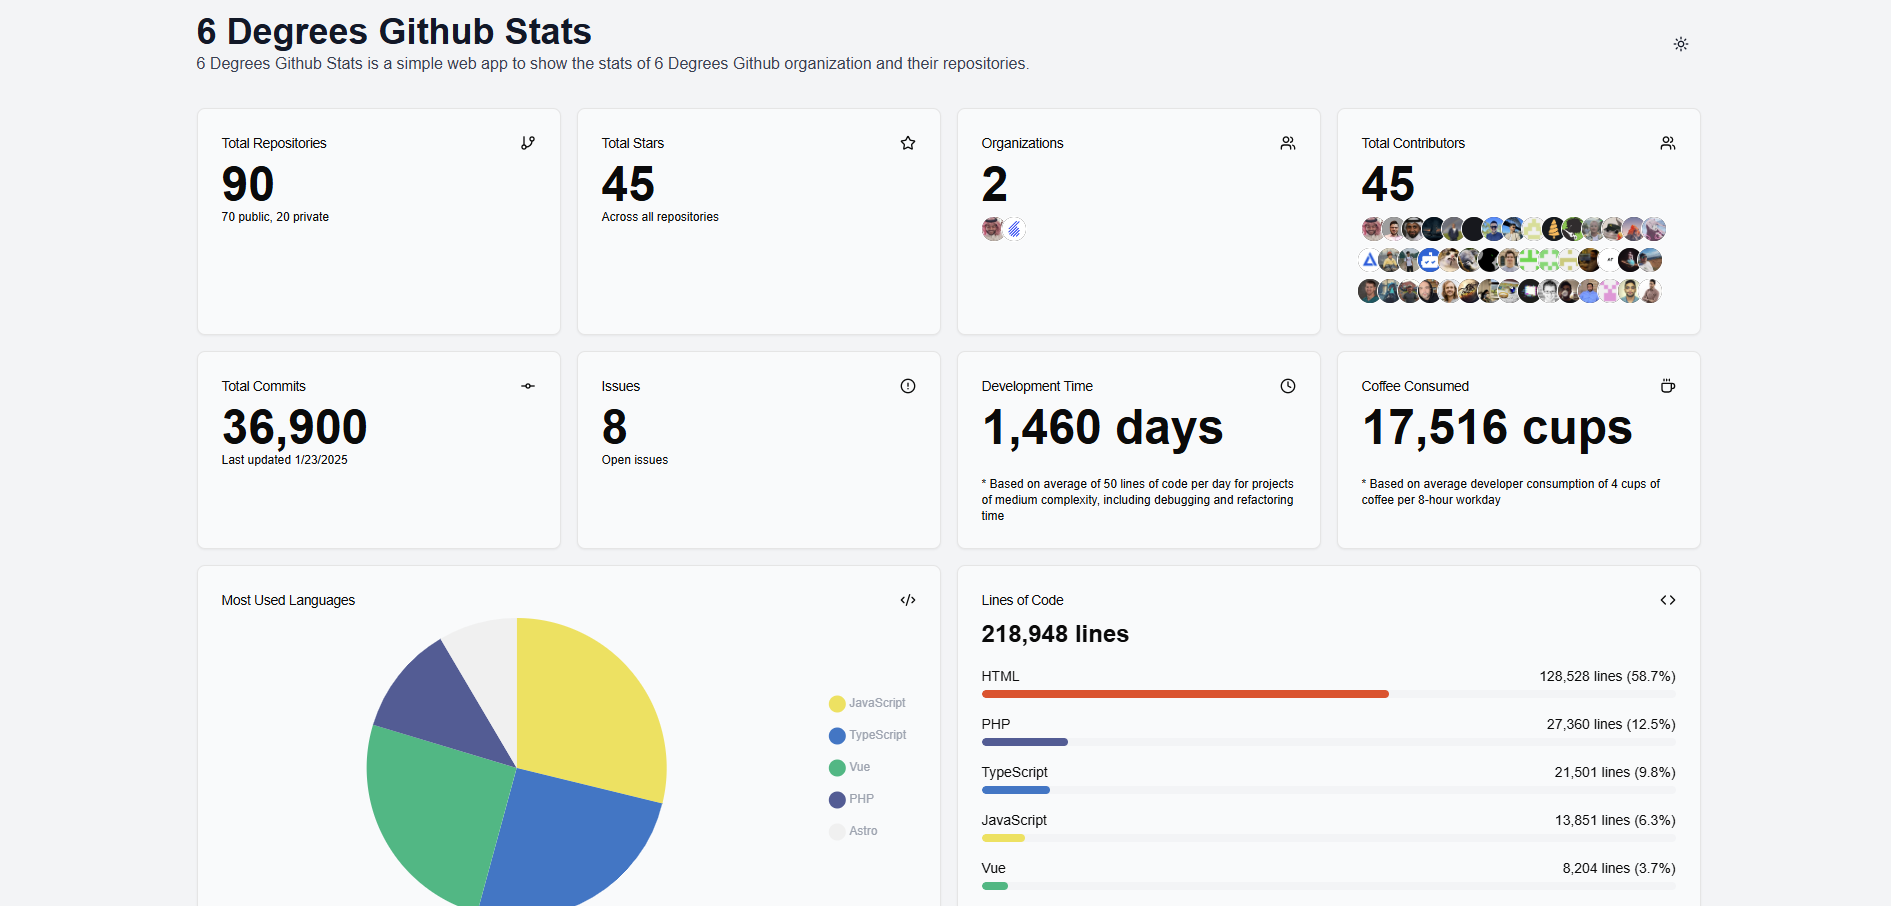 6 Degrees Github Stats
6 Degrees Github Stats is a simple web app to show the stats of 6 Degrees Github organization and their repositories.
Total Repositories
90
70 public, 20 private
Total Stars
45
Across all repositories
Organizations
2
Total Contributors
45
Total Commits
36,900
Last updated 1/23/2025
Issues
8
Open issues
Development Time
1,460 days
* Based on average of 50 lines of code per day for projects
of medium complexity, including debugging and refactoring
time
Coffee Consumed
17,516 cups
* Based on average developer consumption of 4 cups of
coffee per 8-hour workday
Most Used Languages
JavaScript
TypeScript
Vue
PHP
Astro
Lines of Code
218,948 lines
HTML 128,528 lines (58.7%)
PHP 27,360 lines (12.5%)
TypeScript 21,501 lines (9.8%)
JavaScript 13,851 lines (6.3%)
Vue 8,204 lines (3.7%)